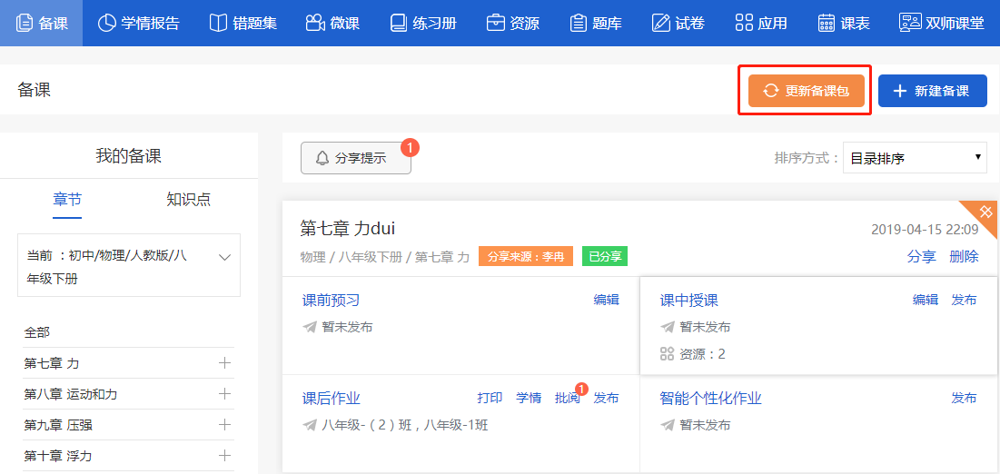 备课 学情报告 错题集 微课 练习册 资源 题库 试卷 应用 课表 双师课堂
备课
更新备课包 新建备课
我的备课
章节 知识点
当前 ：初中/物理/人教版/八
年级下册
全部
第七章 力
第八章 运动和力
第九章 压强
第十章 浮力
分享提示 1
排序方式： 目录排序
第七章 力dui
2019-04-15 22:09
物理 / 八年级下册 / 第七章 力 分享来源：李冉 已分享
分享 删除
课前预习 编辑
暂未发布
课中授课 编辑 发布
暂未发布
资源：2
课后作业 打印 学情 批阅 1 发布
八年级-（2）班，八年级-1班
智能个性化作业 发布
暂未发布